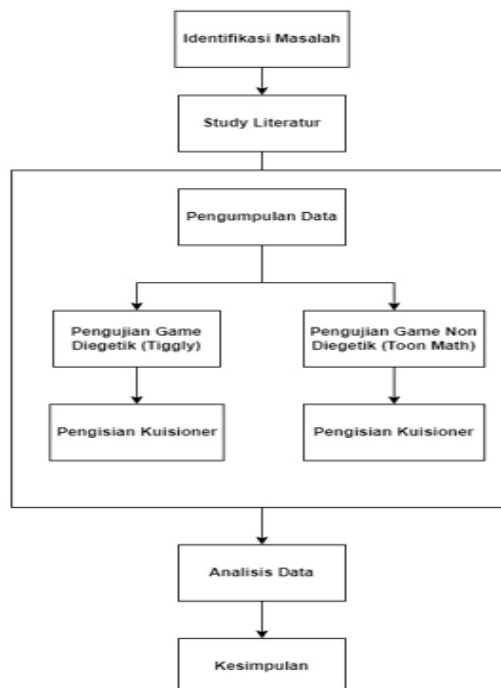 Identifikasi Masalah
Study Literatur
Pengumpulan Data
Pengujian Game
Diegetik (Tiggly)
Pengujian Game Non
Diegetik (Toon Math)
Pengisian Kuisioner
Pengisian Kuisioner
Analisis Data
Kesimpulan